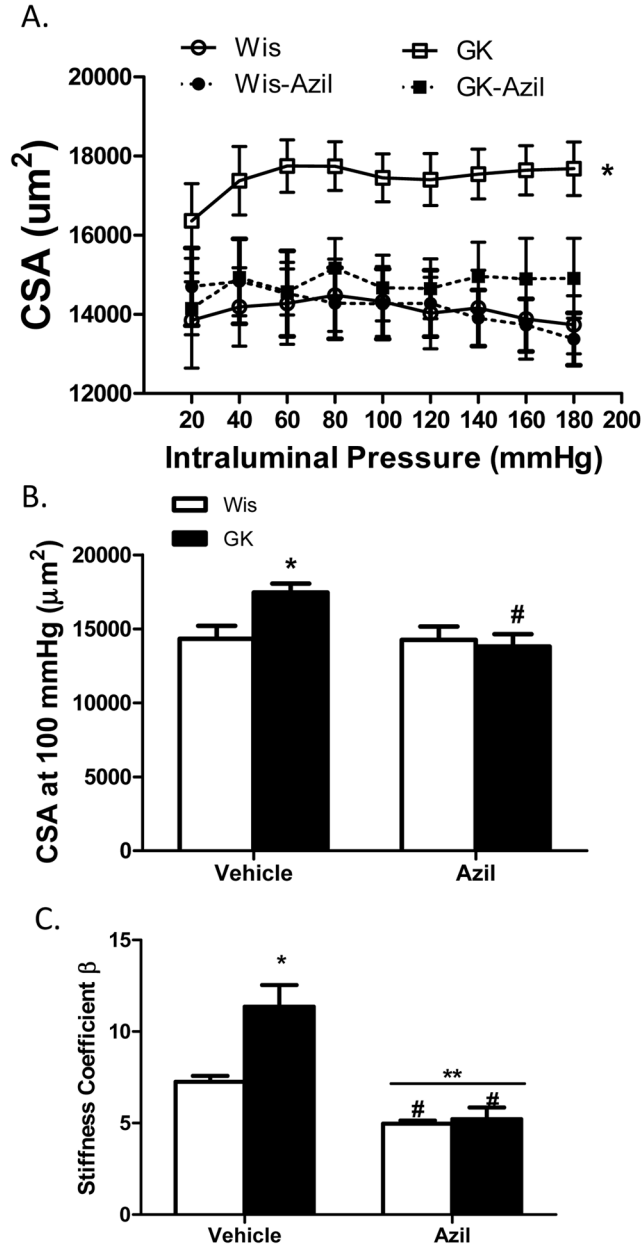 A.
Wis
GK
Wis-Azil
GK-Azil
20000
18000
16000
14000
12000
CSA (um²)
*
20 40 60 80 100 120 140 160 180 200
Intraluminal Pressure (mmHg)
B.
Wis
GK
20000
15000
10000
5000
0
CSA at 100 mmHg (μm²)
*
#
Vehicle Azil
C.
15
10
5
0
Stiffness Coefficient β
*
**
# #
Vehicle Azil